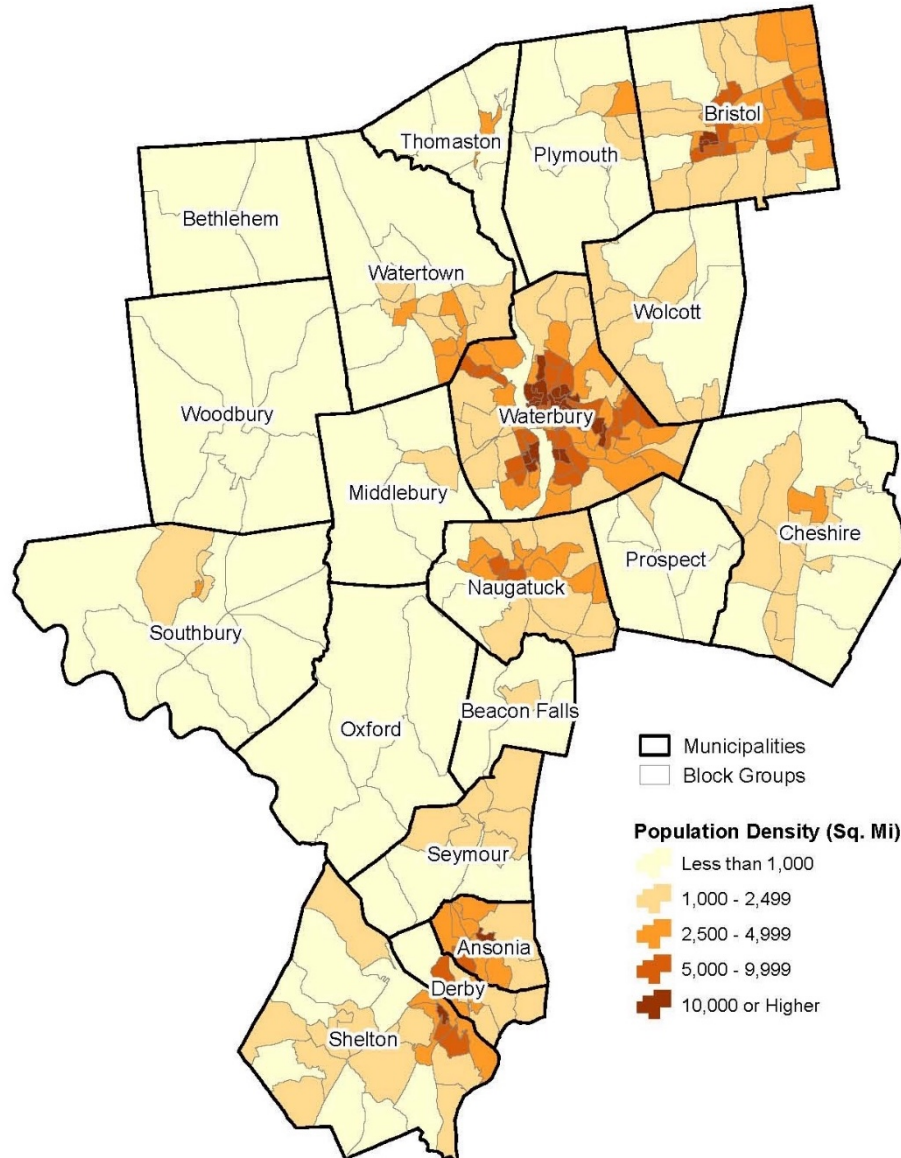 Bristol
Thomaston
Plymouth
Bethlehem
Watertown
Wolcott
Woodbury
Waterbury
Middlebury
Cheshire
Prospect
Naugatuck
Southbury
Beacon Falls
Oxford
Municipalities
Block Groups
Population Density (Sq. Mi)
Less than 1,000
1,000 - 2,499
2,500 - 4,999
5,000 - 9,999
10,000 or Higher
Seymour
Ansonia
Derby
Shelton